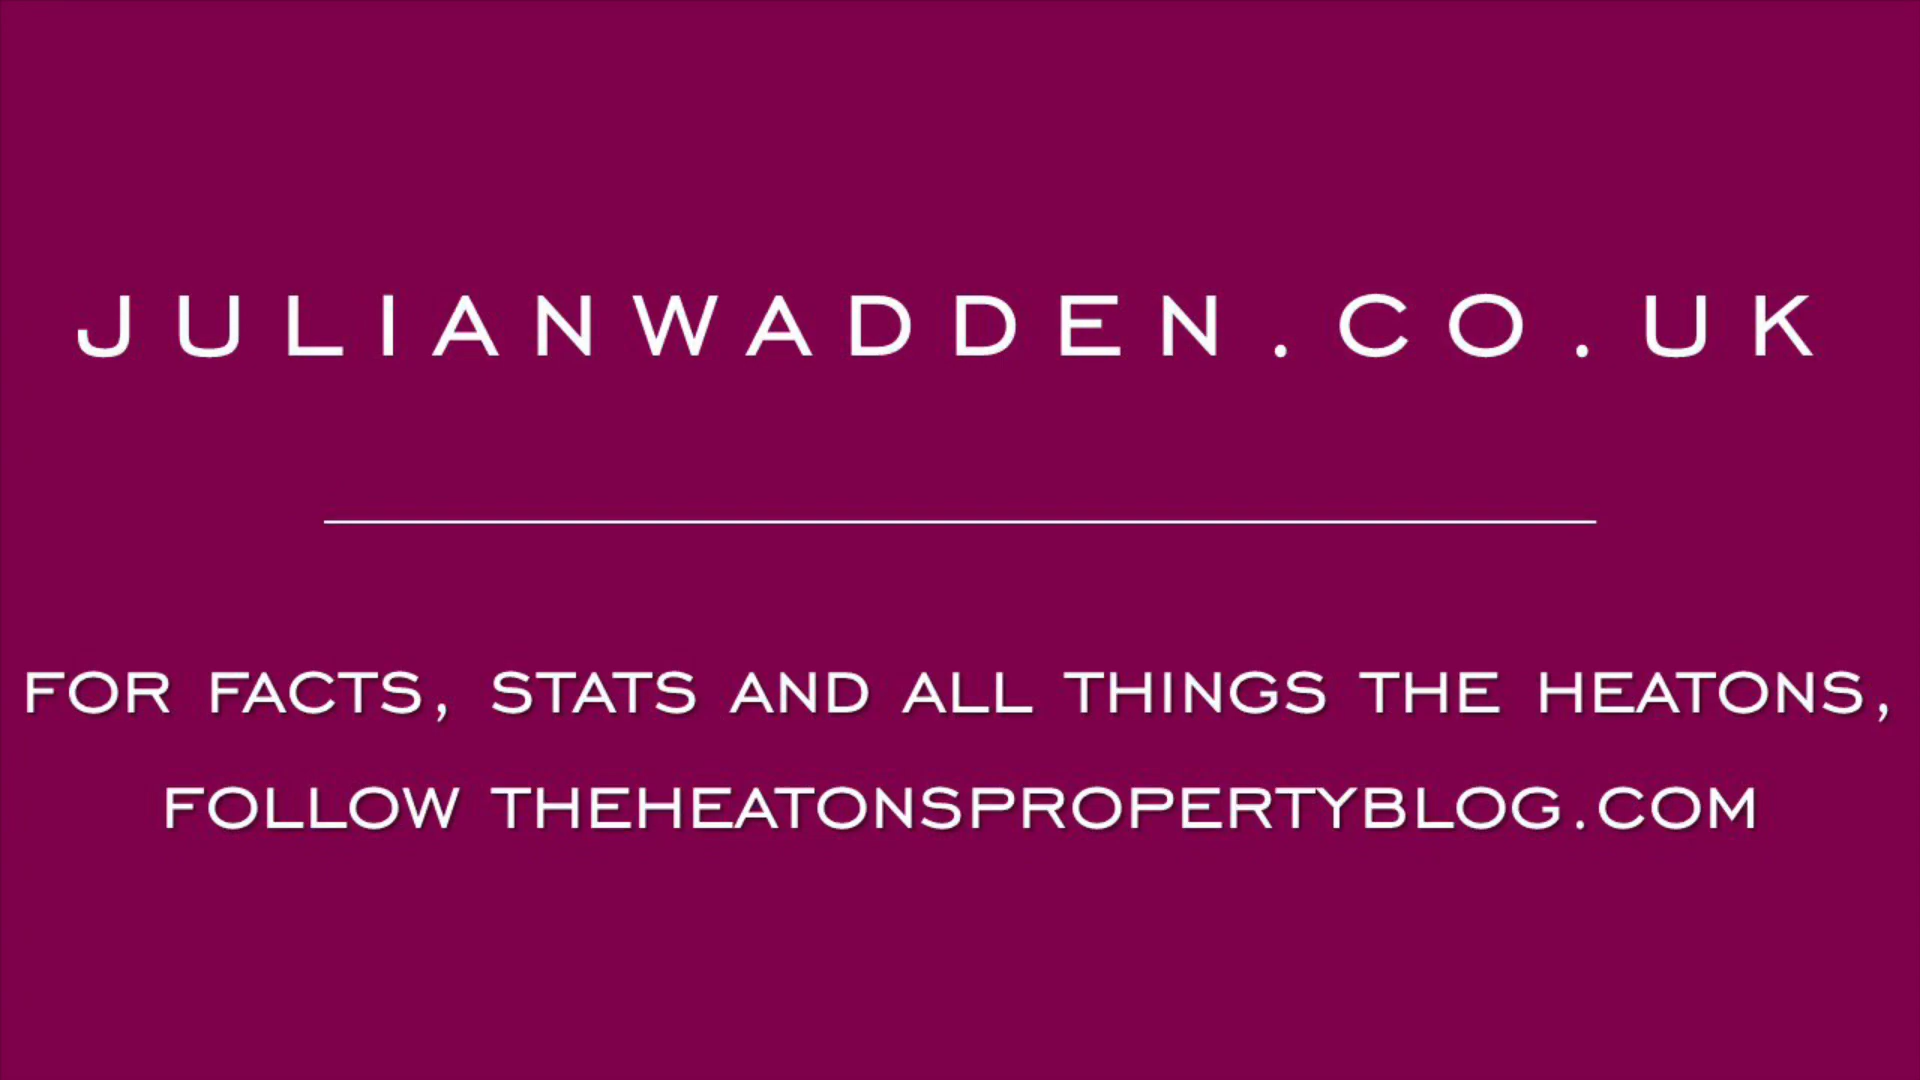 JULIANWADDEN.CO.UK
FOR FACTS, STATS AND ALL THINGS THE HEATONS,
FOLLOW THEHEATONSPROPERTYBLOG.COM